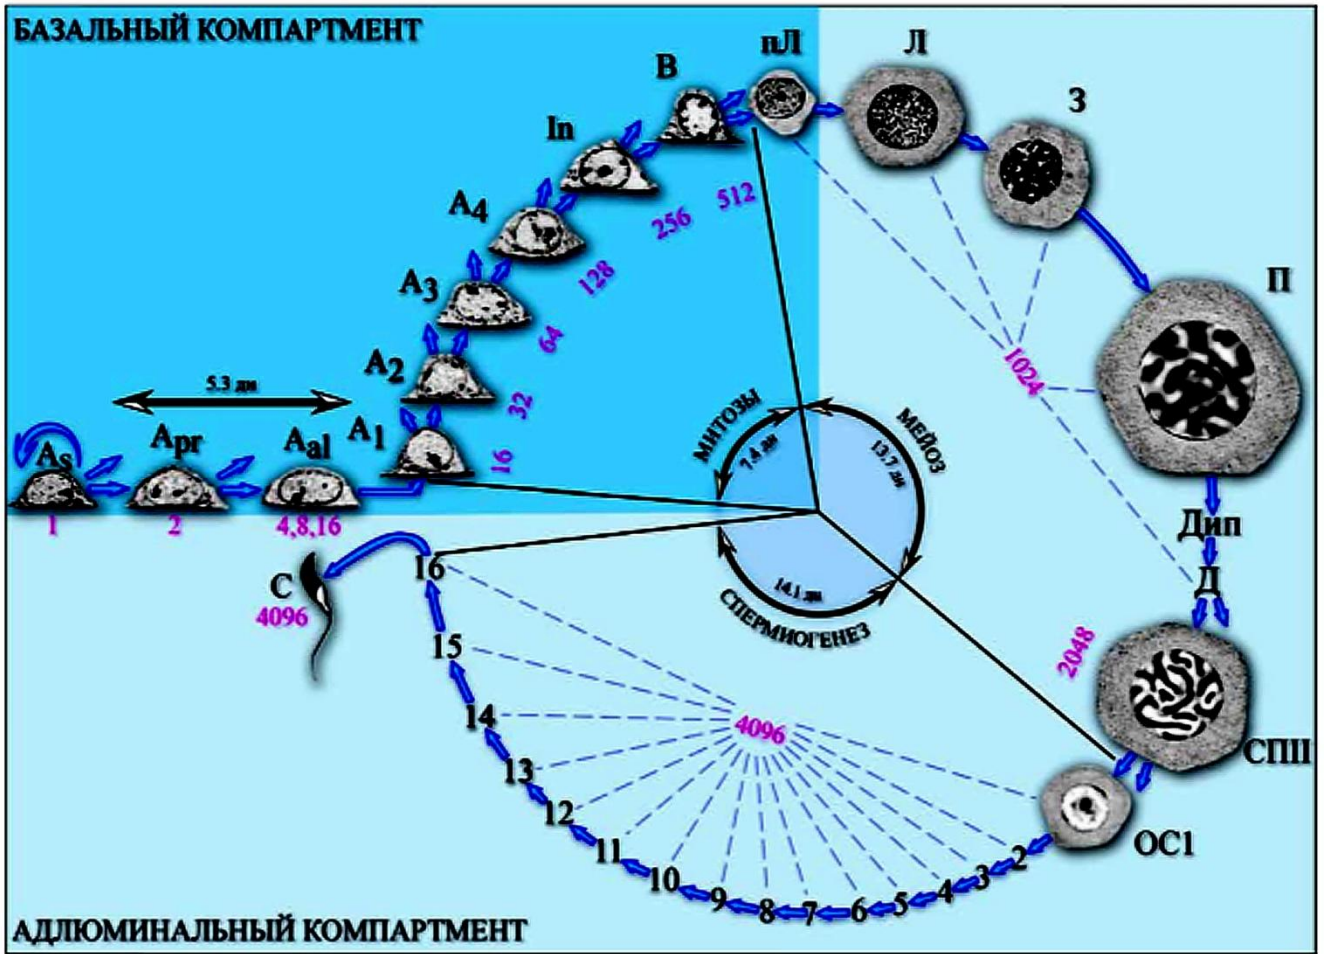 БАЗАЛЬНЫЙ КОМПАРТМЕНТ
пЛ
Л
З
В
In
A4
A3
A2
A1
П
256
512
128
64
32
16
1024
5.3 дн
As
Apr
Aal
1
2
4,8,16
МИТОЗЫ
7.4 дн
МЕЙОЗ
13.7 дн
СПЕРМИОГЕНЕЗ
14.1 дн
Дип
Д
2048
СПII
ОС1
4096
2
3
4
5
6
7
8
9
10
11
12
13
14
15
16
С
4096
АДЛЮМИНАЛЬНЫЙ КОМПАРТМЕНТ